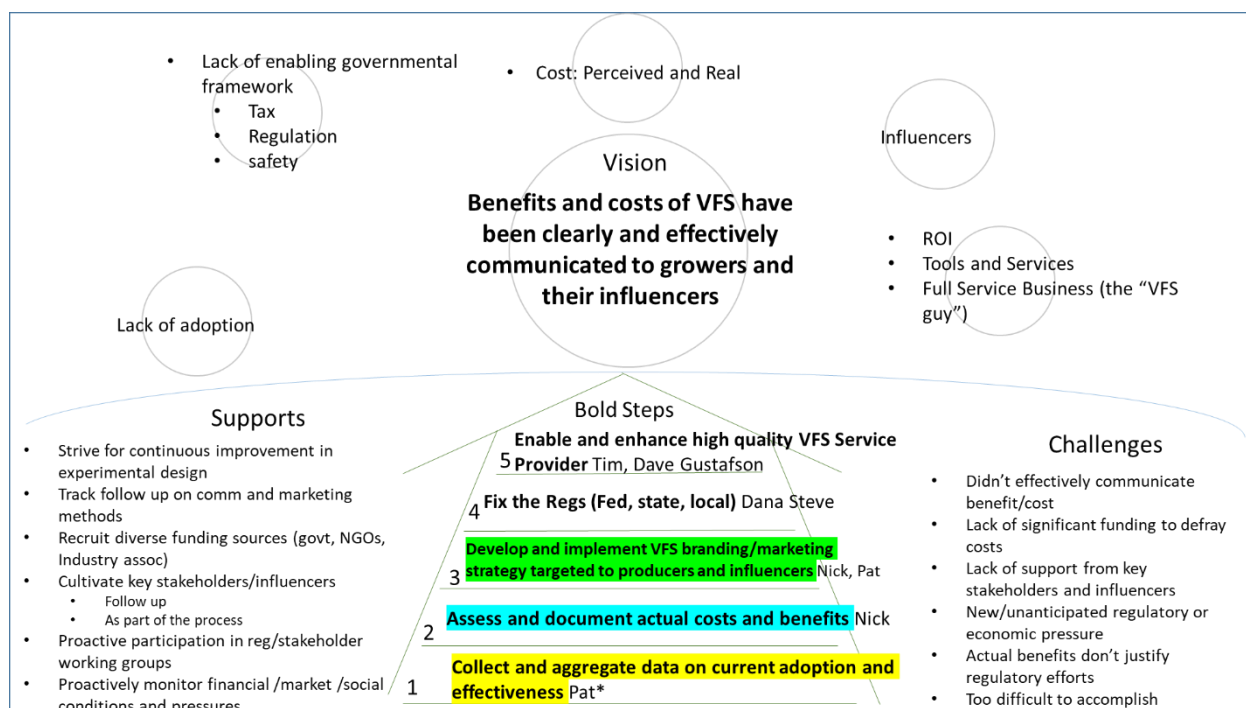 • Lack of enabling governmental
framework
• Tax
• Regulation
• safety
• Cost: Perceived and Real
Influencers
Vision
Benefits and costs of VFS have
been clearly and effectively
communicated to growers and
their influencers
• ROI
• Tools and Services
• Full Service Business (the “VFS
guy”)
Lack of adoption
Supports
• Strive for continuous improvement in
experimental design
• Track follow up on comm and marketing
methods
• Recruit diverse funding sources (govt, NGOs,
Industry assoc)
• Cultivate key stakeholders/influencers
• Follow up
• As part of the process
• Proactive participation in reg/stakeholder
working groups
• Proactively monitor financial /market /social
conditions and pressures
Bold Steps
Enable and enhance high quality VFS Service
5 Provider Tim, Dave Gustafson
4 Fix the Regs (Fed, state, local) Dana Steve
Develop and implement VFS branding/marketing
3 strategy targeted to producers and influencers Nick, Pat
2 Assess and document actual costs and benefits Nick
Collect and aggregate data on current adoption and
1 effectiveness Pat*
Challenges
• Didn’t effectively communicate
benefit/cost
• Lack of significant funding to defray
costs
• Lack of support from key
stakeholders and influencers
• New/unanticipated regulatory or
economic pressure
• Actual benefits don’t justify
regulatory efforts
• Too difficult to accomplish